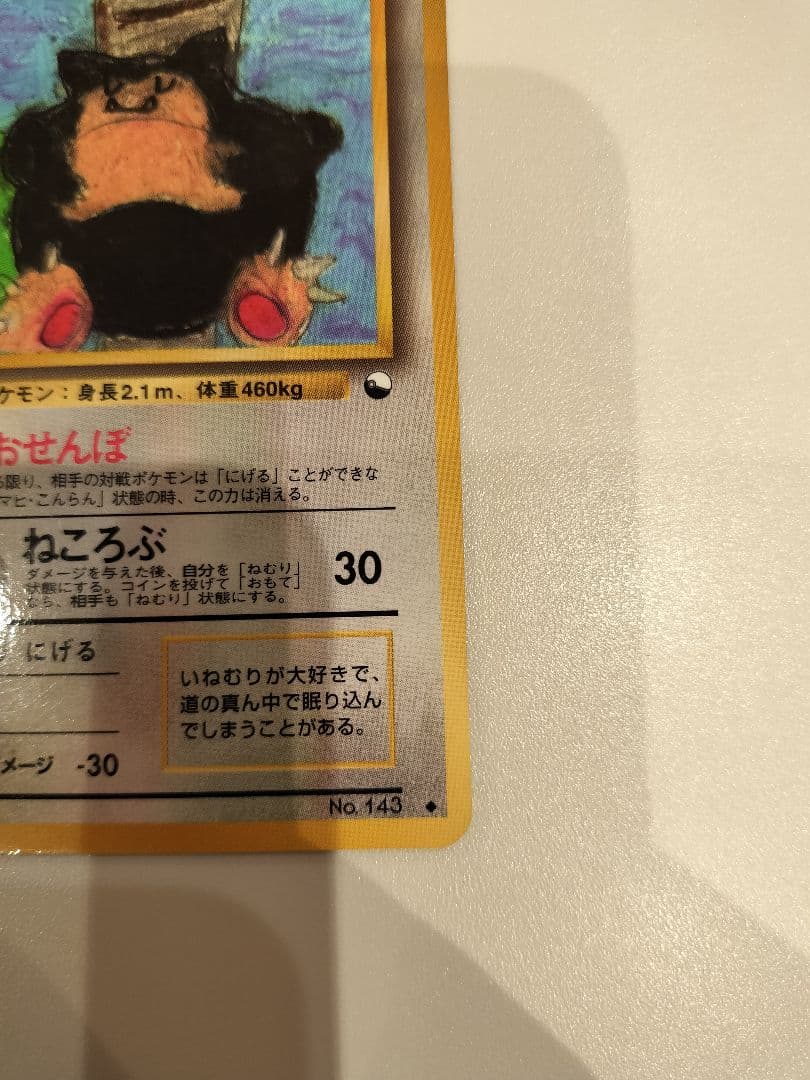 ケモン：身長2.1m、体重460kg
おせんぼ
る限り、相手の対戦ポケモンは「にげる」ことができな
マヒ・こんらん」状態の時、この力は消える。
ねころぶ
ダメージを与えた後、自分を［ねむり］
状態にする。コインを投げて「おもて」
なら、相手も「ねむり」状態にする。
30
にげる
いねむりが大好きで、
道の真ん中で眠り込ん
でしまうことがある。
メージ -30
No. 143 ◆